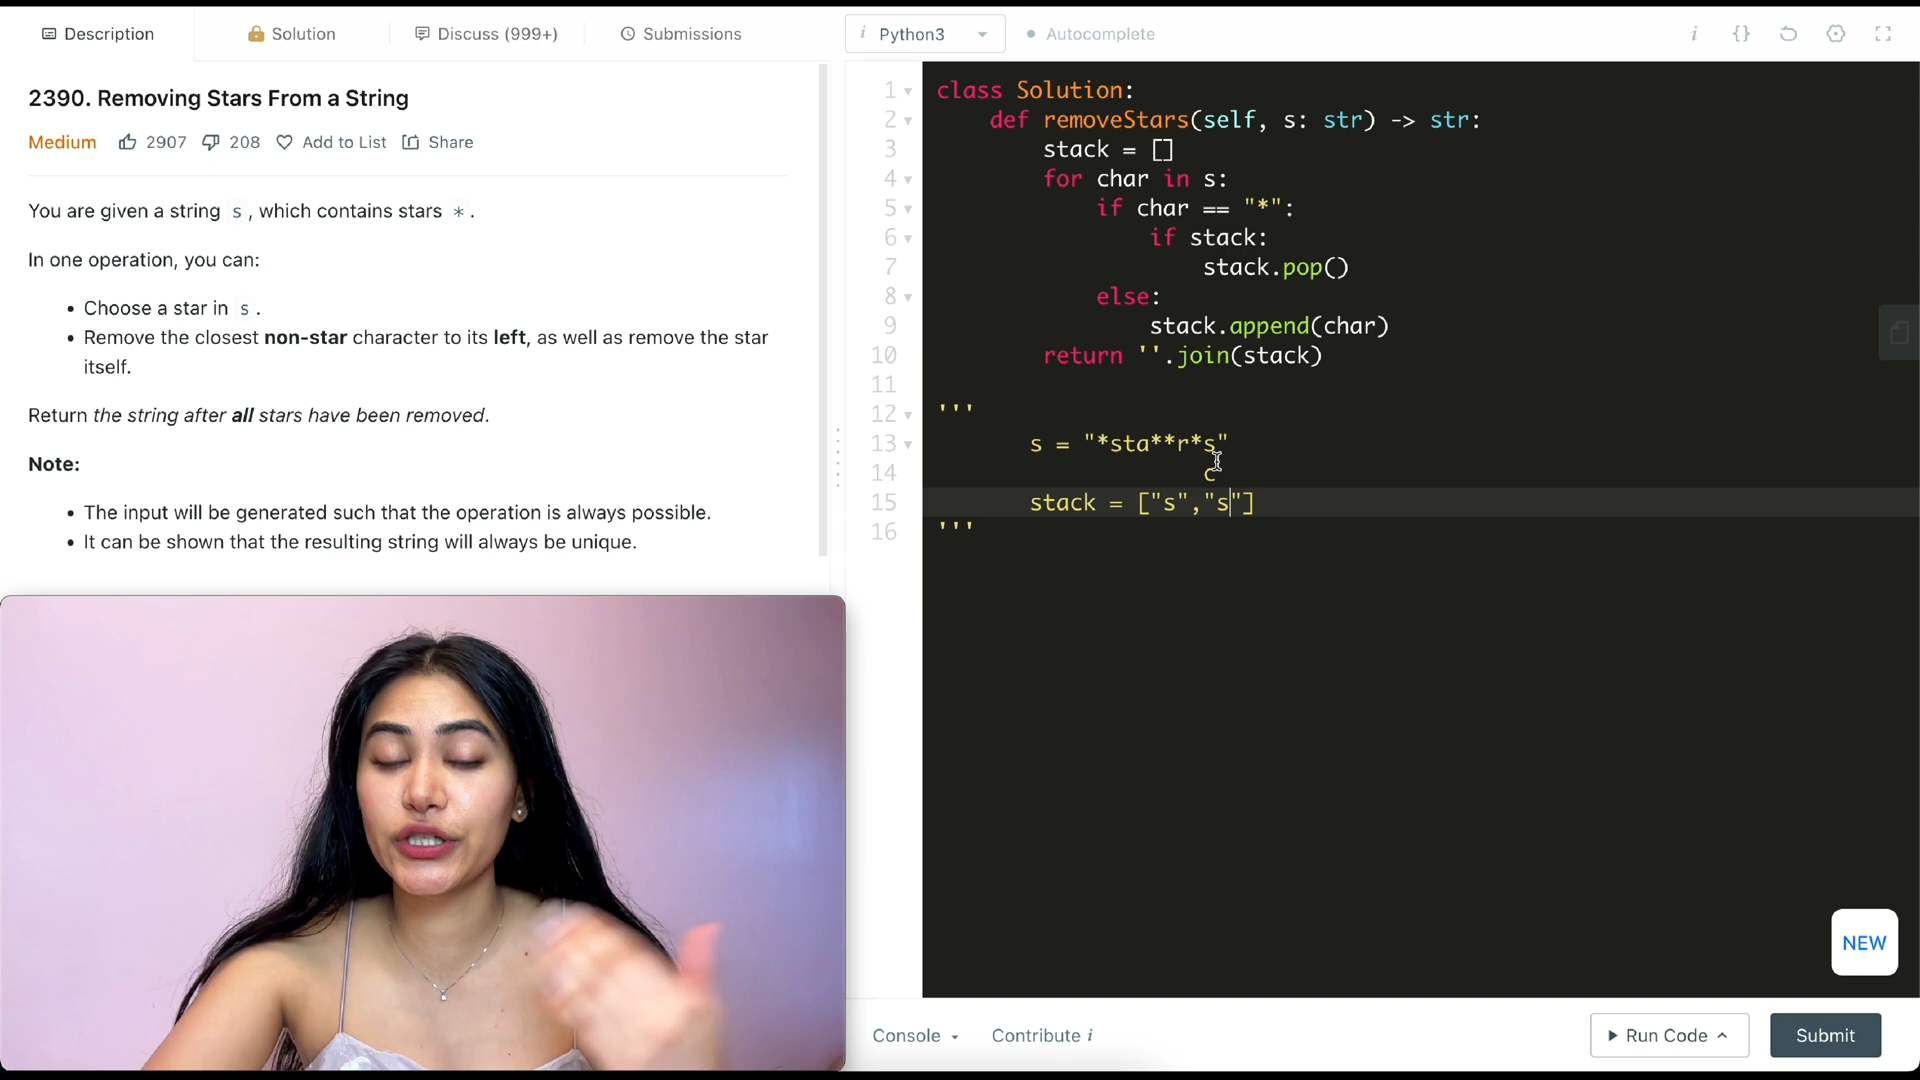 Description
Solution
Discuss (999+)
Submissions
i Python3
Autocomplete
i {}
2390. Removing Stars From a String
Medium 2907 208 Add to List Share
You are given a string s, which contains stars *.
In one operation, you can:
• Choose a star in s.
• Remove the closest non-star character to its left, as well as remove the star
itself.
Return the string after all stars have been removed.
Note:
• The input will be generated such that the operation is always possible.
• It can be shown that the resulting string will always be unique.
1 class Solution:
2 def removeStars(self, s: str) -> str:
3 stack = []
4 for char in s:
5 if char == "*":
6 if stack:
7 stack.pop()
8 else:
9 stack.append(char)
10 return ''.join(stack)
11
12 '''
13 s = "*sta**r*s"
14 c
15 stack = ["s","s"]
16 '''
NEW
Console
Contribute i
Run Code
Submit